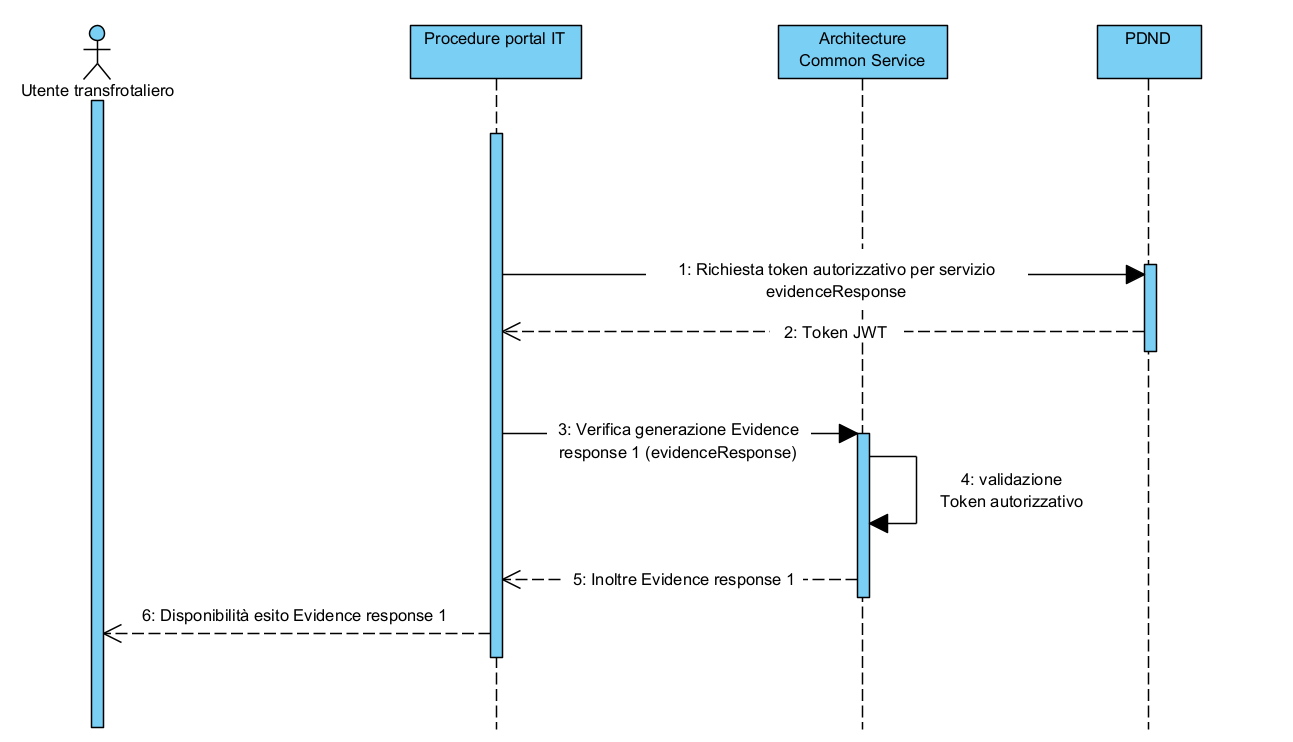 Procedure portal IT
Architecture
Common Service
PDND
Utente transfrotaliero
1: Richiesta token autorizzativo per servizio
evidenceResponse
2: Token JWT
3: Verifica generazione Evidence
response 1 (evidenceResponse)
4: validazione
Token autorizzativo
5: Inoltre Evidence response 1
6: Disponibilità esito Evidence response 1